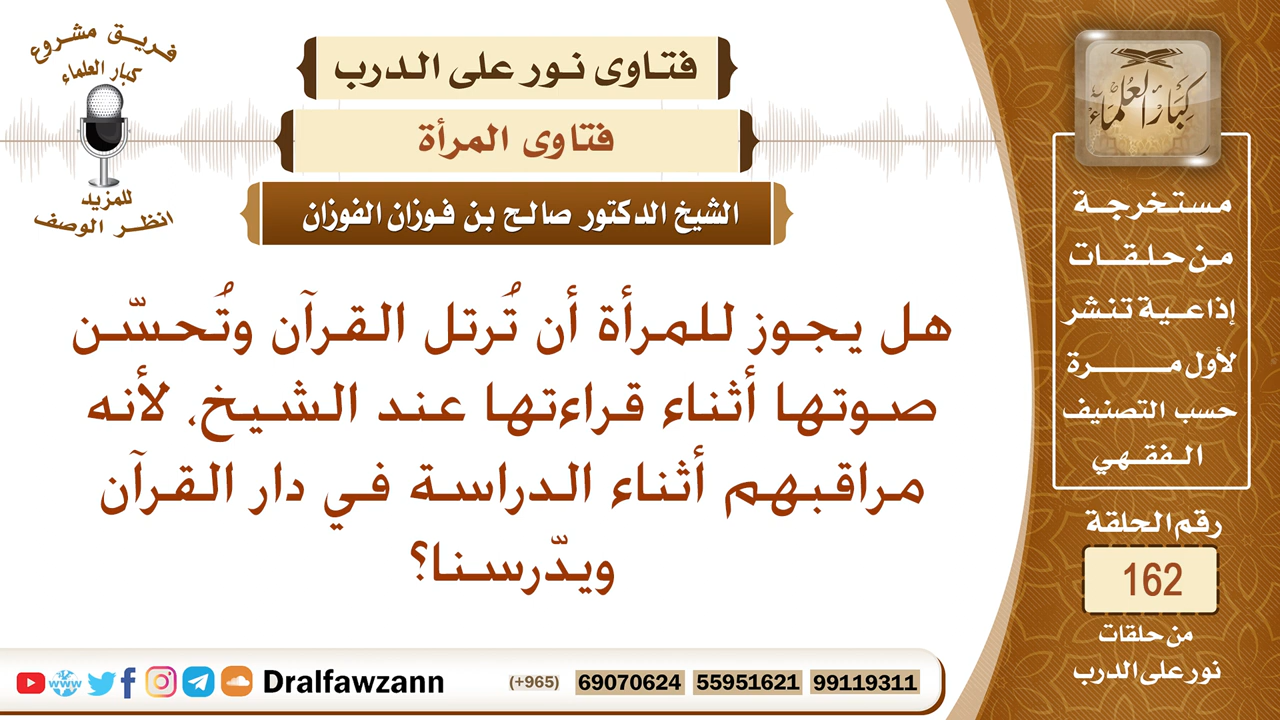 فريق مشروع
كبار العلماء
للمزيد
انظر الوصف
فتاوى نور على الدرب
فتاوى المرأة
الشيخ الدكتور صالح بن فوزان الفوزان
هل يجوز للمرأة أن تُرتل القرآن وتُحسّن
صوتها أثناء قراءتها عند الشيخ، لأنه
مراقبهم أثناء الدراسة في دار القرآن
ويدّرسنا؟
كبار العلماء
مستخرجة
من حلقات
إذاعية تنشر
لأول مرة
حسب التصنيف
الفقهي
رقم الحلقة
162
من حلقات
نور على الدرب
www
Dralfawzann
(+965) 69070624 55951621 99119311